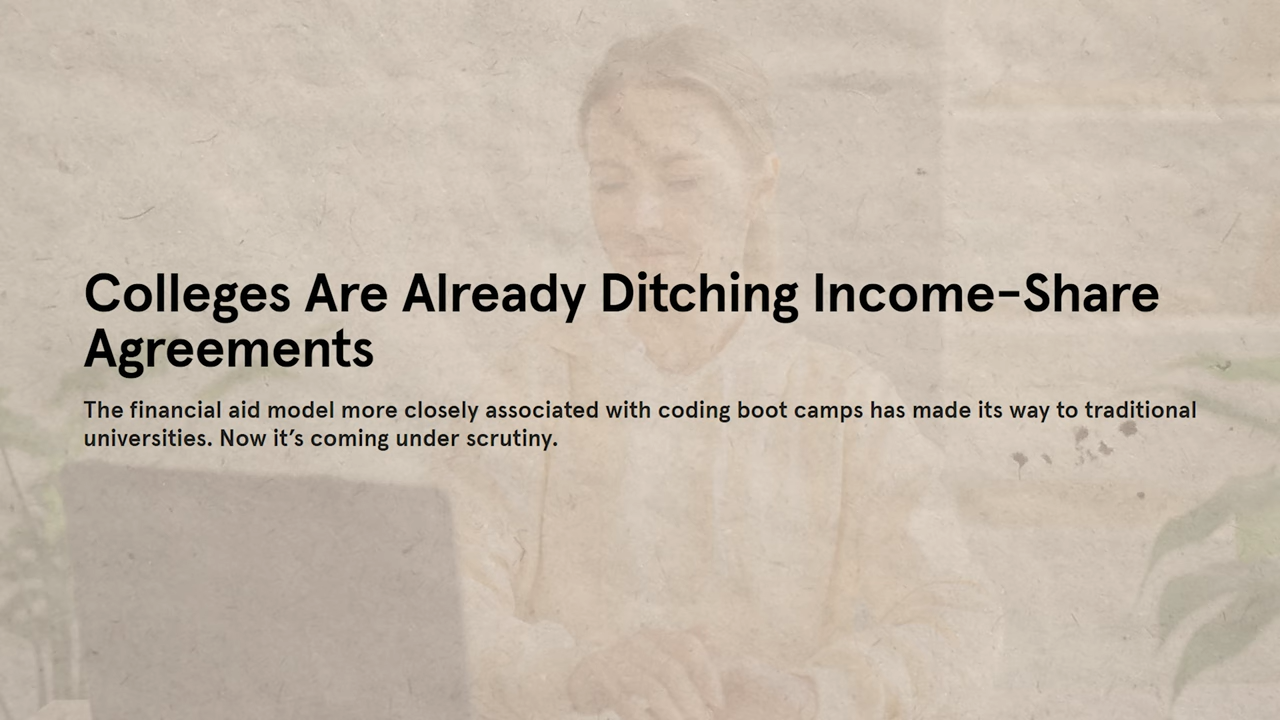 Colleges Are Already Ditching Income-Share
Agreements
The financial aid model more closely associated with coding boot camps has made its way to traditional
universities. Now it’s coming under scrutiny.